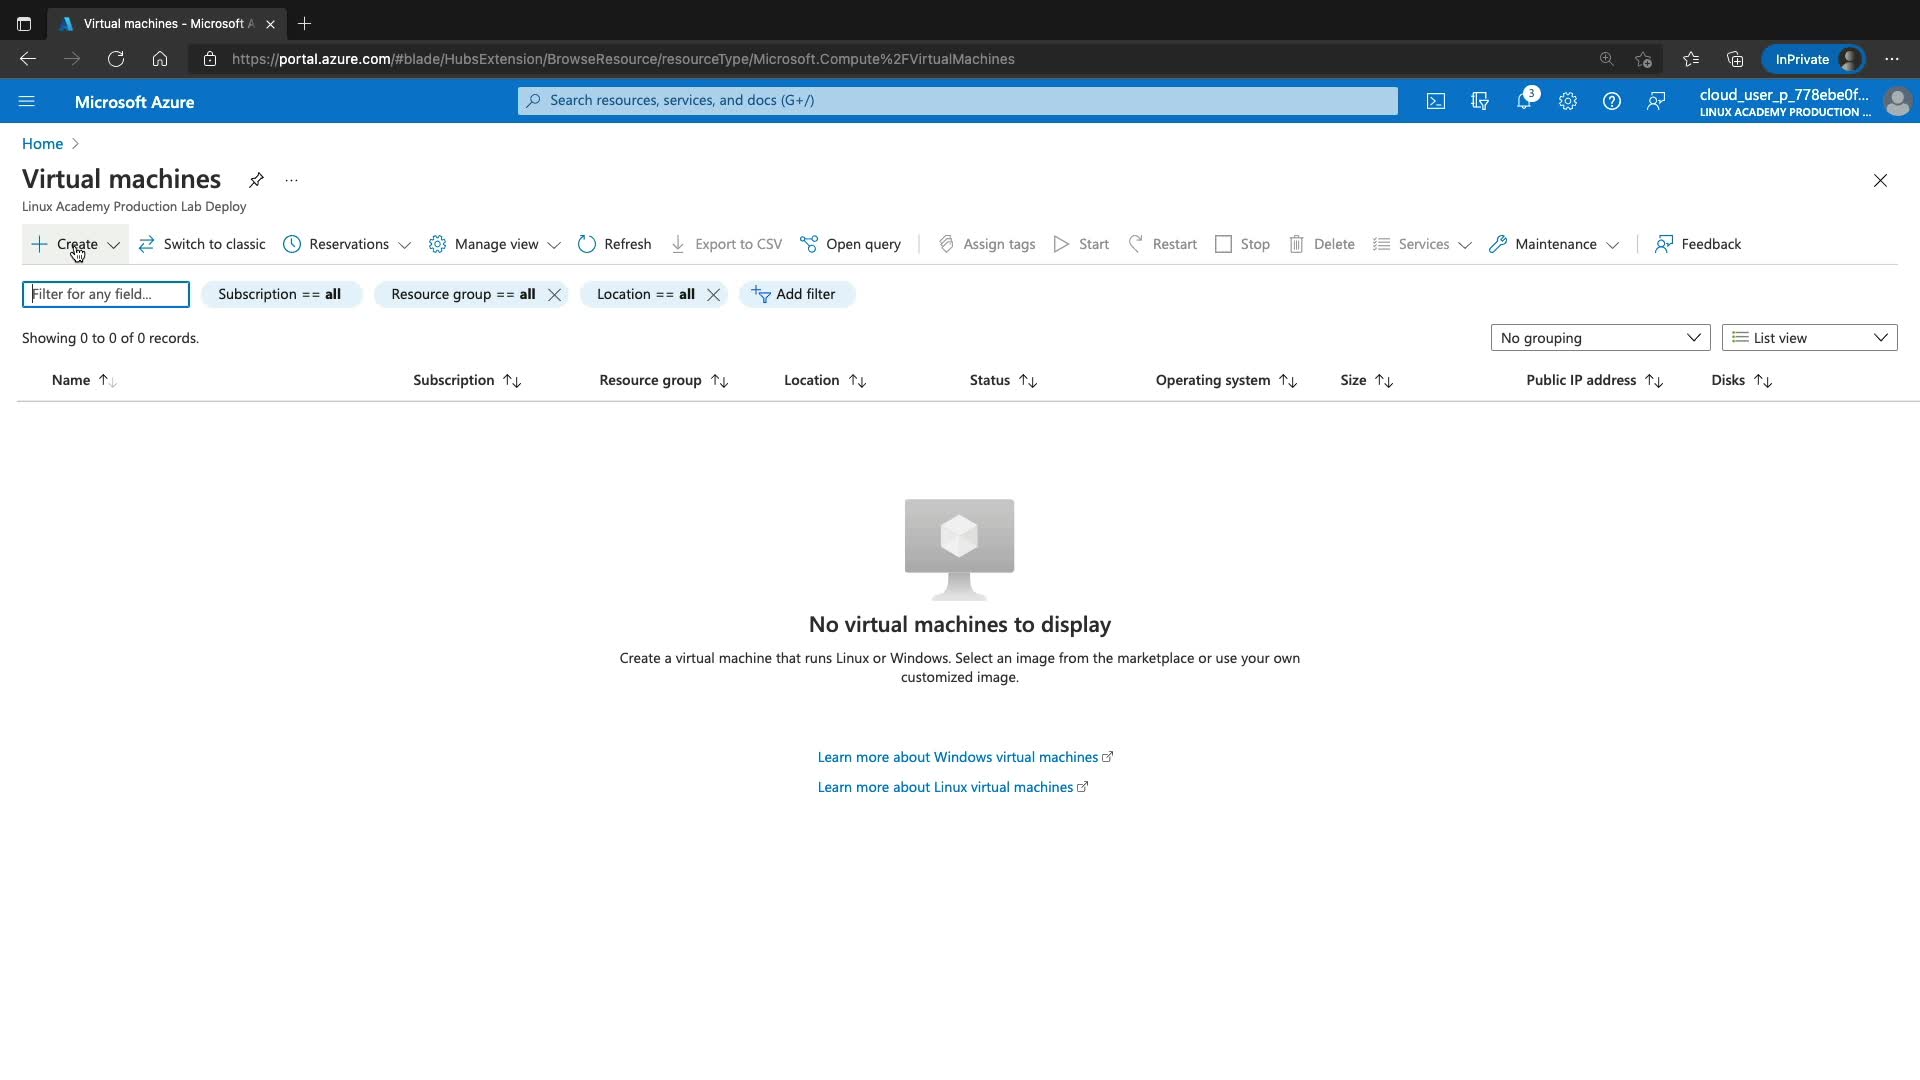 Virtual machines - Microsoft A
https://portal.azure.com/#blade/HubsExtension/BrowseResource/resourceType/Microsoft.Compute%2FVirtualMachines
InPrivate
Microsoft Azure
Search resources, services, and docs (G+/)
3
cloud_user_p_778ebe0f...
LINUX ACADEMY PRODUCTION ...
Home
Virtual machines
Linux Academy Production Lab Deploy
Create Switch to classic Reservations Manage view Refresh Export to CSV Open query Assign tags Start Restart Stop Delete Services Maintenance Feedback
Filter for any field... Subscription == all Resource group == all Location == all Add filter
Showing 0 to 0 of 0 records. No grouping List view
Name Subscription Resource group Location Status Operating system Size Public IP address Disks
No virtual machines to display
Create a virtual machine that runs Linux or Windows. Select an image from the marketplace or use your own
customized image.
Learn more about Windows virtual machines
Learn more about Linux virtual machines